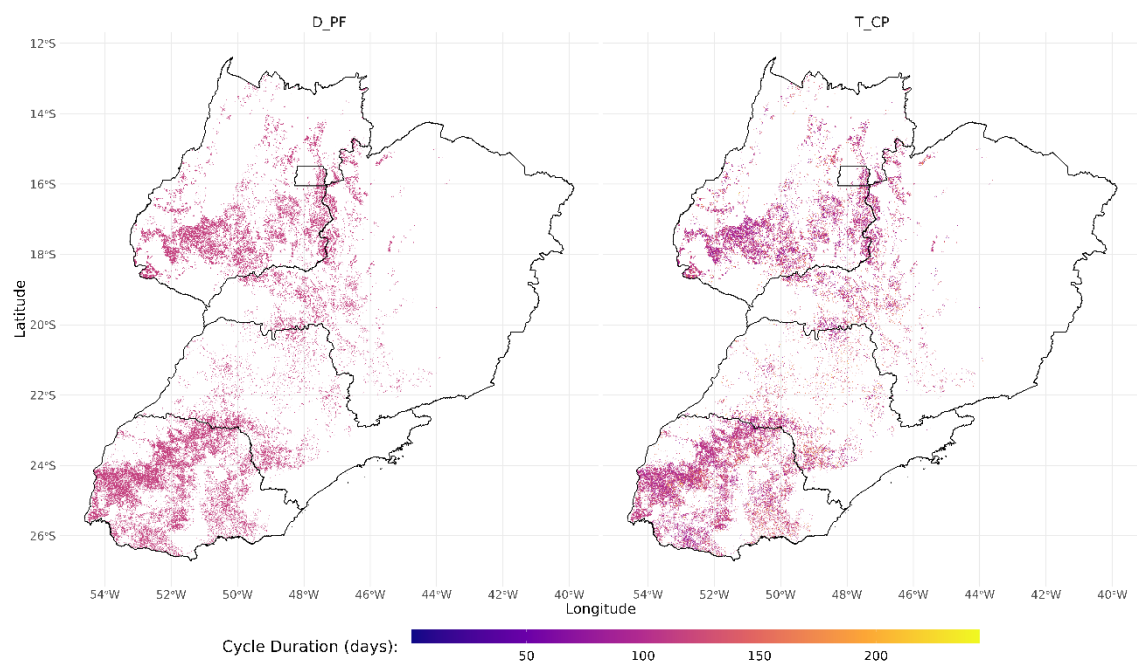 D_PF
T_CP
12°S
14°S
16°S
18°S
20°S
22°S
24°S
26°S
Latitude
54°W 52°W 50°W 48°W 46°W 44°W 42°W 40°W
54°W 52°W 50°W 48°W 46°W 44°W 42°W 40°W
Longitude
Cycle Duration (days):
50 100 150 200